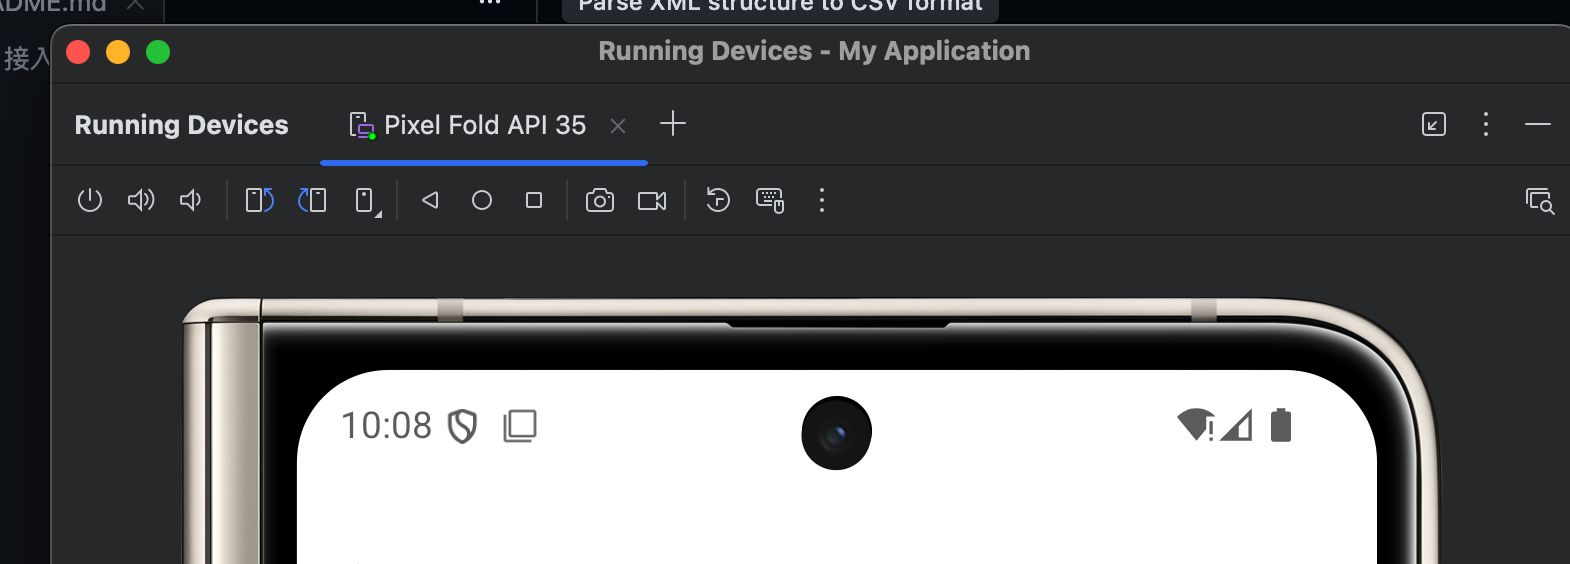 ADME.md
Parse XML structure to CSV format
接入
Running Devices - My Application
Running Devices
Pixel Fold API 35
10:08